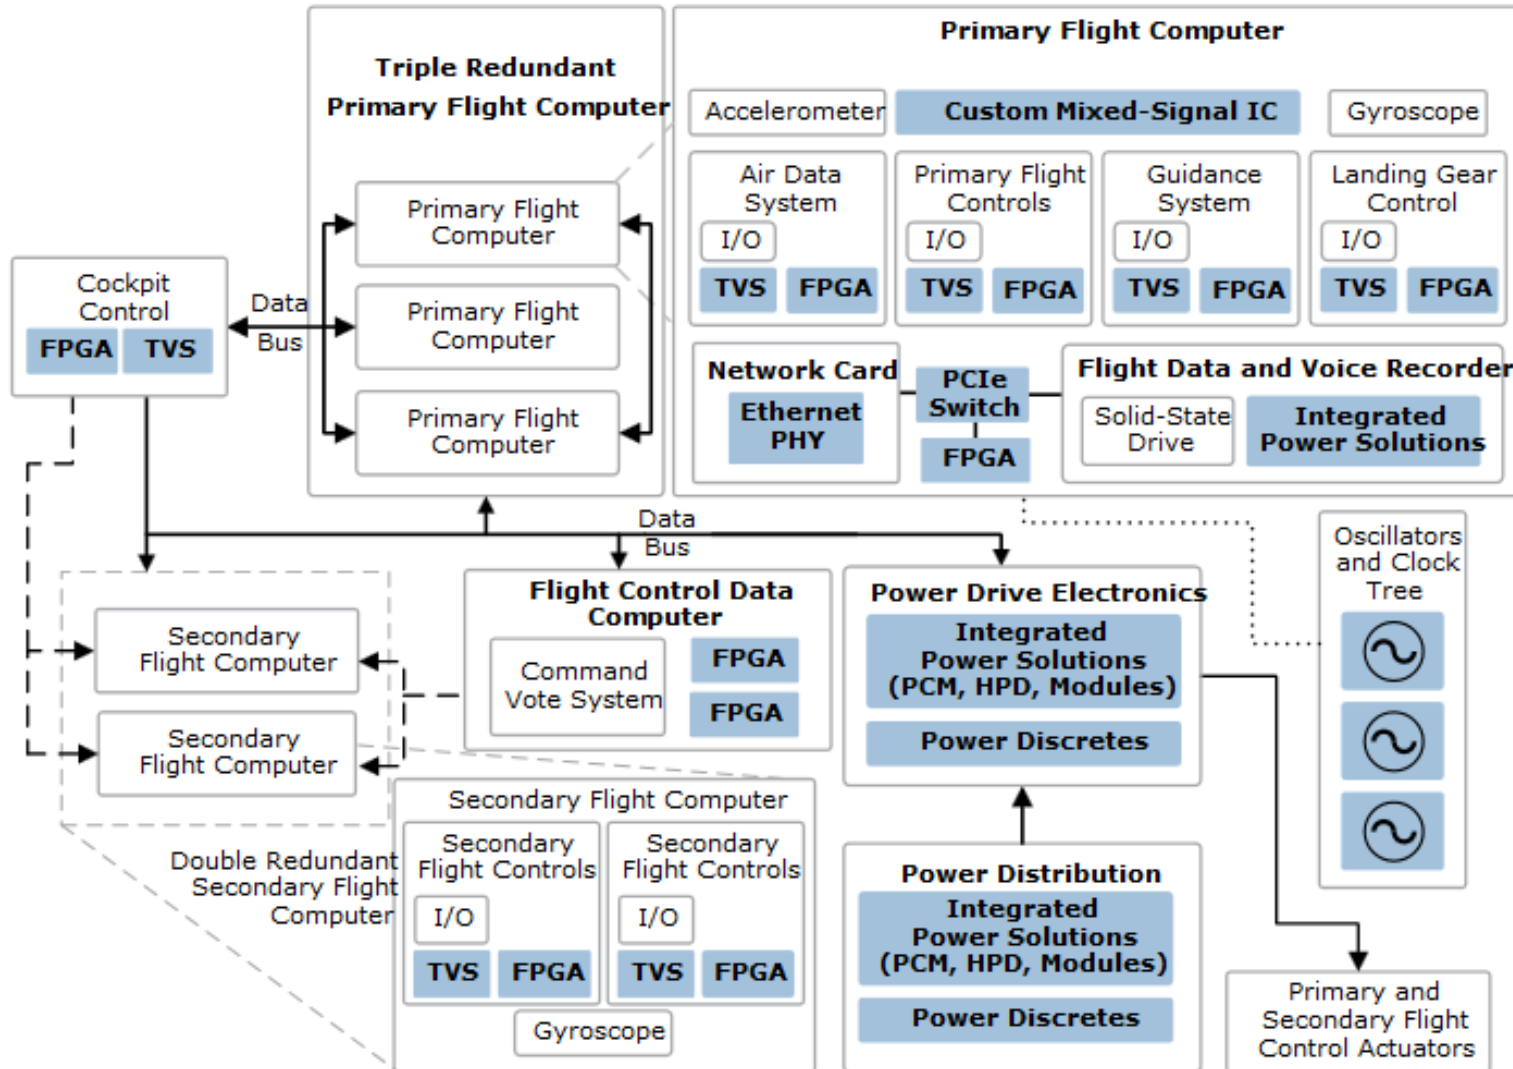 Triple Redundant
Primary Flight Computer
Primary Flight
Computer
Primary Flight
Computer
Primary Flight
Computer
Cockpit
Control
FPGA
TVS
Data
Bus
Primary Flight Computer
Accelerometer
Custom Mixed-Signal IC
Gyroscope
Air Data
System
I/O
TVS
FPGA
Primary Flight
Controls
I/O
TVS
FPGA
Guidance
System
I/O
TVS
FPGA
Landing Gear
Control
I/O
TVS
FPGA
Network Card
Ethernet
PHY
PCIe
Switch
FPGA
Flight Data and Voice Recorder
Solid-State
Drive
Integrated
Power Solutions
Data
Bus
Secondary
Flight Computer
Secondary
Flight Computer
Double Redundant
Secondary Flight
Computer
Flight Control Data
Computer
Command
Vote System
FPGA
FPGA
Secondary Flight Computer
Secondary
Flight Controls
I/O
TVS
FPGA
Secondary
Flight Controls
I/O
TVS
FPGA
Gyroscope
Power Drive Electronics
Integrated
Power Solutions
(PCM, HPD, Modules)
Power Discretes
Power Distribution
Integrated
Power Solutions
(PCM, HPD, Modules)
Power Discretes
Oscillators
and Clock
Tree
Primary and
Secondary Flight
Control Actuators